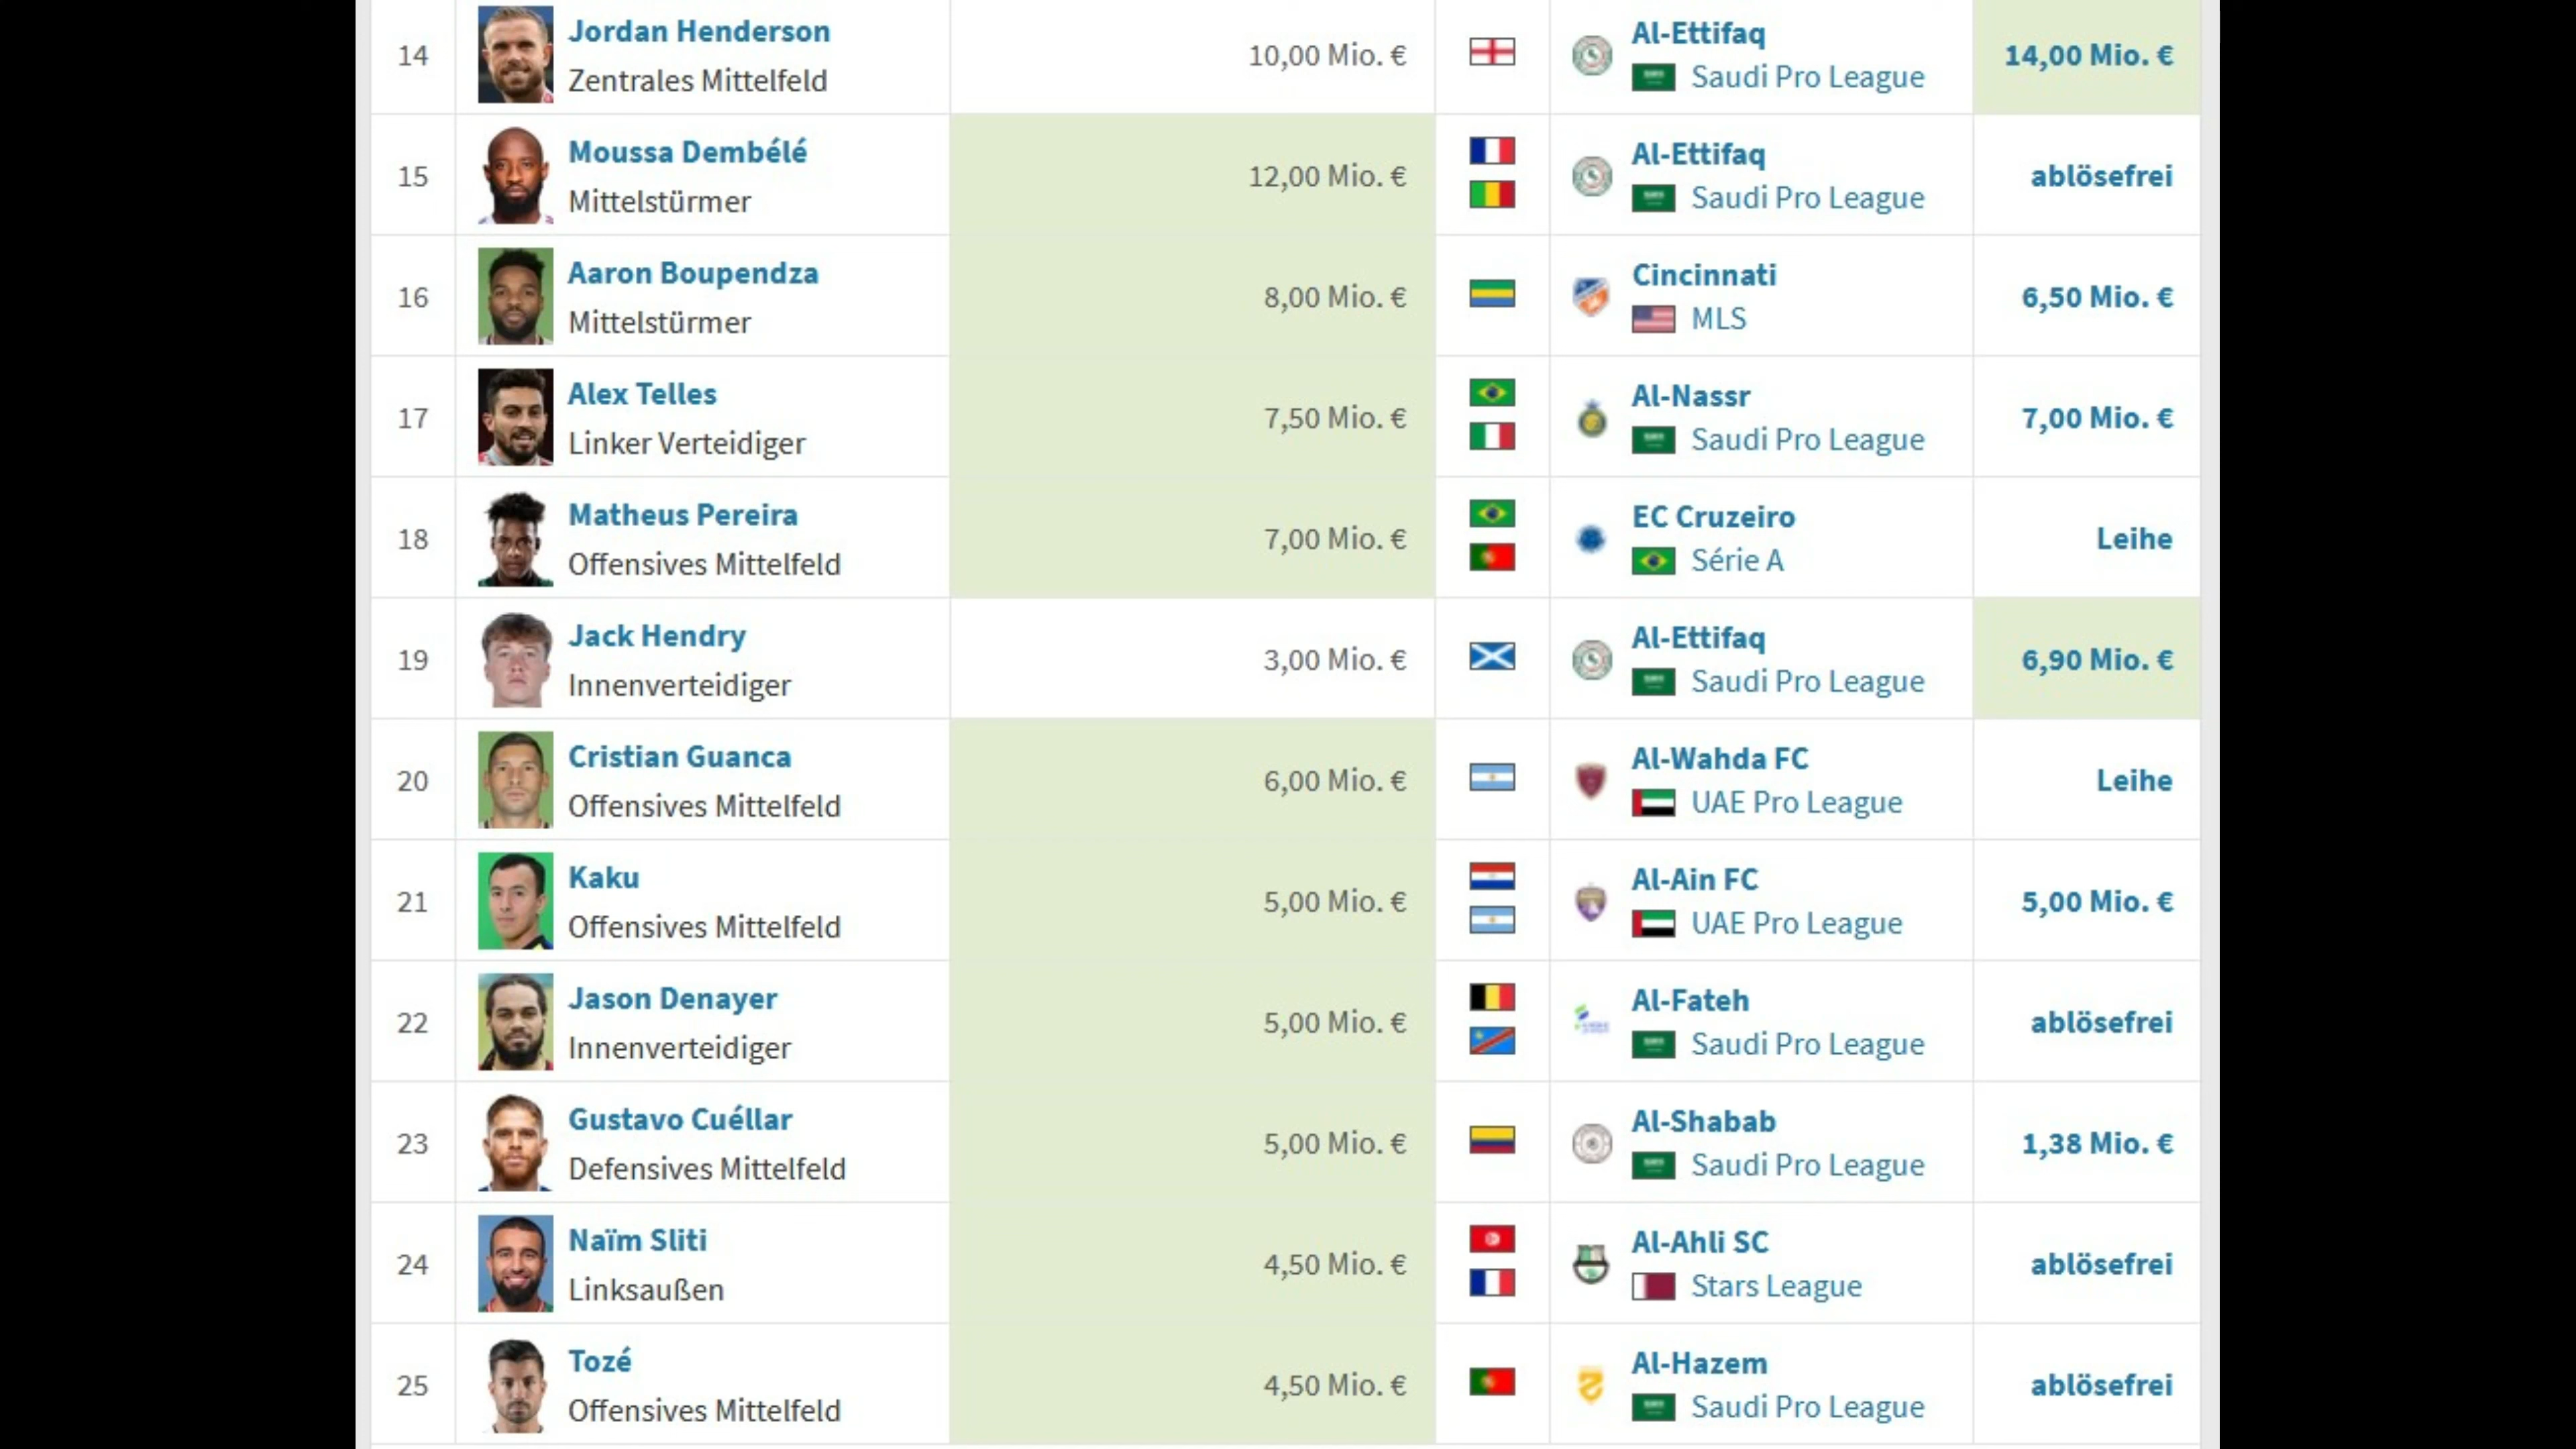 14
Jordan Henderson
Zentrales Mittelfeld
10,00 Mio. €
Al-Ettifaq
Saudi Pro League
14,00 Mio. €
15
Moussa Dembélé
Mittelstürmer
12,00 Mio. €
Al-Ettifaq
Saudi Pro League
ablösefrei
16
Aaron Boupendza
Mittelstürmer
8,00 Mio. €
Cincinnati
MLS
6,50 Mio. €
17
Alex Telles
Linker Verteidiger
7,50 Mio. €
Al-Nassr
Saudi Pro League
7,00 Mio. €
18
Matheus Pereira
Offensives Mittelfeld
7,00 Mio. €
EC Cruzeiro
Série A
Leihe
19
Jack Hendry
Innenverteidiger
3,00 Mio. €
Al-Ettifaq
Saudi Pro League
6,90 Mio. €
20
Cristian Guanca
Offensives Mittelfeld
6,00 Mio. €
Al-Wahda FC
UAE Pro League
Leihe
21
Kaku
Offensives Mittelfeld
5,00 Mio. €
Al-Ain FC
UAE Pro League
5,00 Mio. €
22
Jason Denayer
Innenverteidiger
5,00 Mio. €
Al-Fateh
Saudi Pro League
ablösefrei
23
Gustavo Cuéllar
Defensives Mittelfeld
5,00 Mio. €
Al-Shabab
Saudi Pro League
1,38 Mio. €
24
Naïm Sliti
Linksaußen
4,50 Mio. €
Al-Ahli SC
Stars League
ablösefrei
25
Tozé
Offensives Mittelfeld
4,50 Mio. €
Al-Hazem
Saudi Pro League
ablösefrei